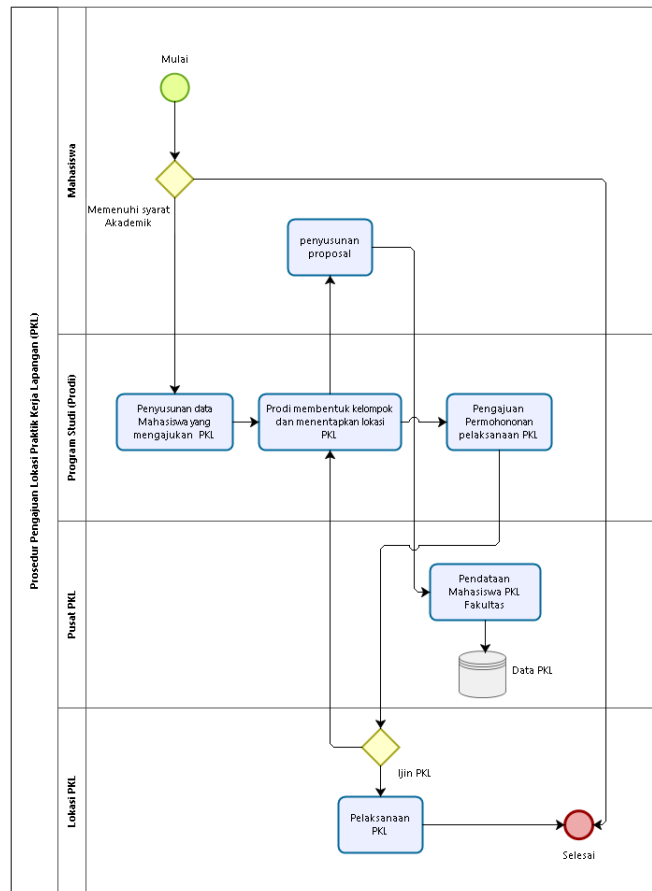 Prosedur Pengajuan Lokasi Praktik Kerja Lapangan (PKL)
Mahasiswa
Mulai
Memenuhi syarat
Akademik
penyusunan
proposal
Program Studi (Prodi)
Penyusunan data
Mahasiswa yang
mengajukan PKL
Prodi membentuk kelompok
dan menentapkan lokasi
PKL
Pengajuan
Permohononan
pelaksanaan PKL
Pusat PKL
Pendataan
Mahasiswa PKL
Fakultas
Data PKL
Lokasi PKL
Ijin PKL
Pelaksanaan
PKL
Selesai